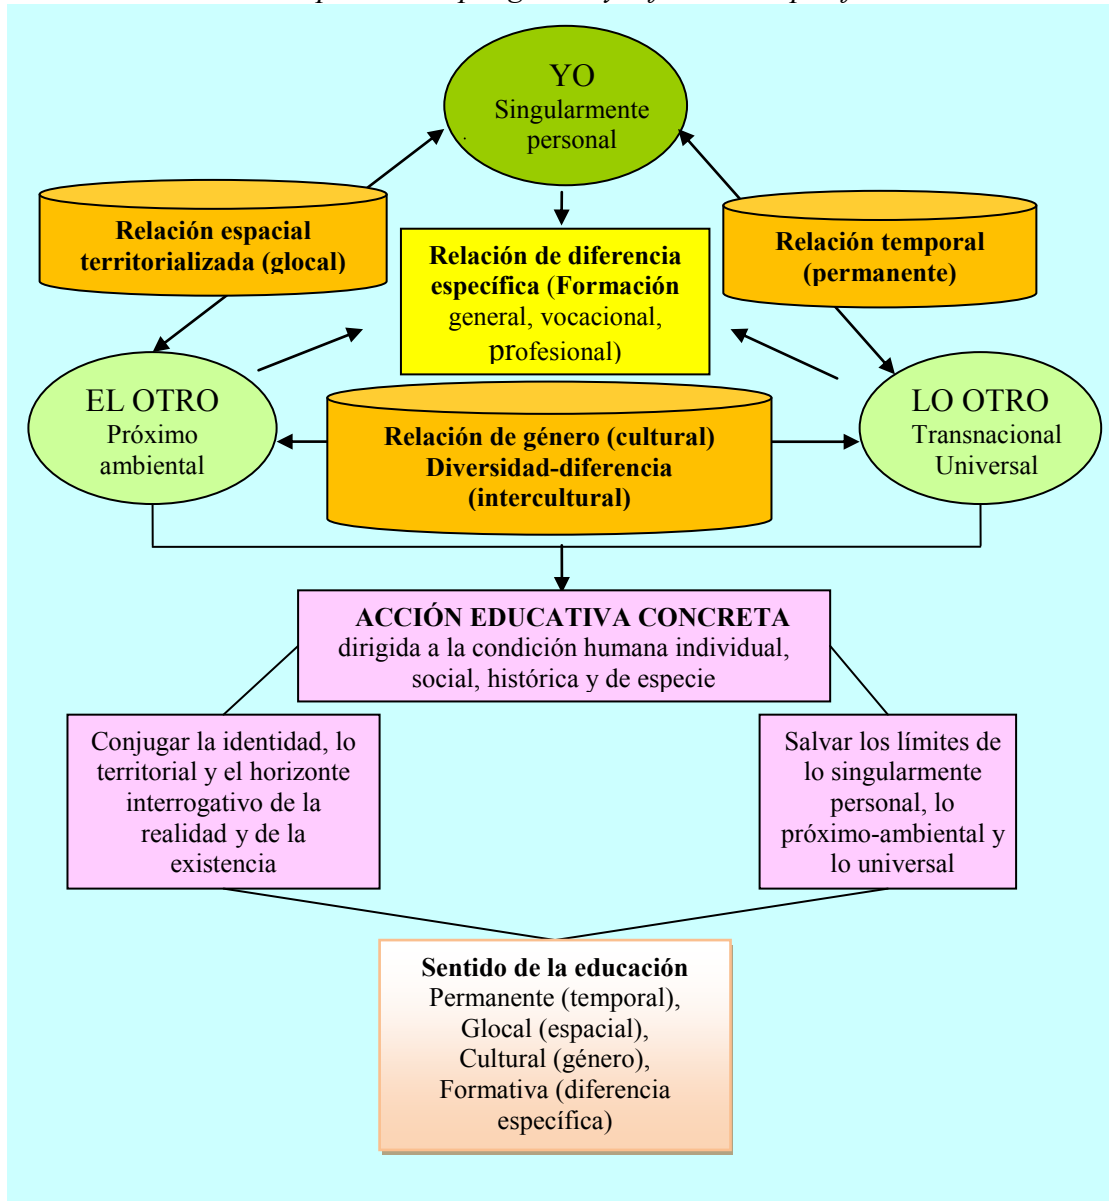 YO
Singularmente
personal
Relación espacial
territorializada (glocal)
Relación temporal
(permanente)
Relación de diferencia
específica (Formación
general, vocacional,
profesional)
EL OTRO
Próximo
ambiental
LO OTRO
Transnacional
Universal
Relación de género (cultural)
Diversidad-diferencia
(intercultural)
ACCIÓN EDUCATIVA CONCRETA
dirigida a la condición humana individual,
social, histórica y de especie
Conjugar la identidad, lo
territorial y el horizonte
interrogativo de la
realidad y de la
existencia
Salvar los límites de
lo singularmente
personal, lo
próximo-ambiental y
lo universal
Sentido de la educación
Permanente (temporal),
Glocal (espacial),
Cultural (género),
Formativa (diferencia
específica)